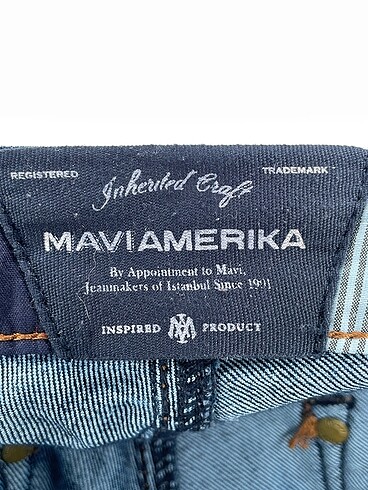 REGISTERED TRADEMARK
Inherited Craft
MAVIAMERIKA
By Appointment to Mavi,
Jeanmakers of Istanbul Since 1991
INSPIRED M PRODUCT